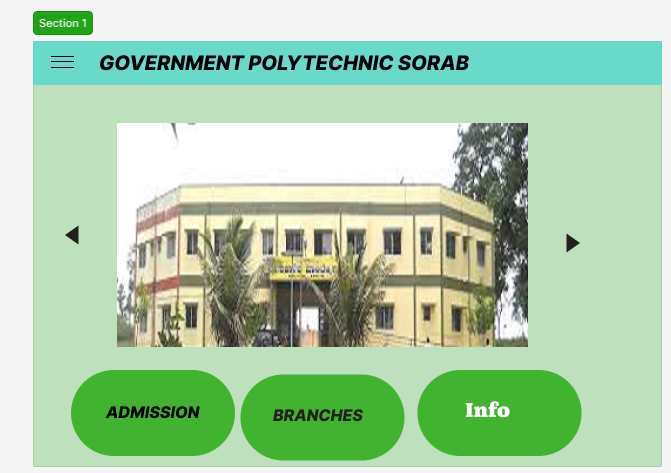 Section 1
GOVERNMENT POLYTECHNIC SORAB
ADMISSION
BRANCHES
Info